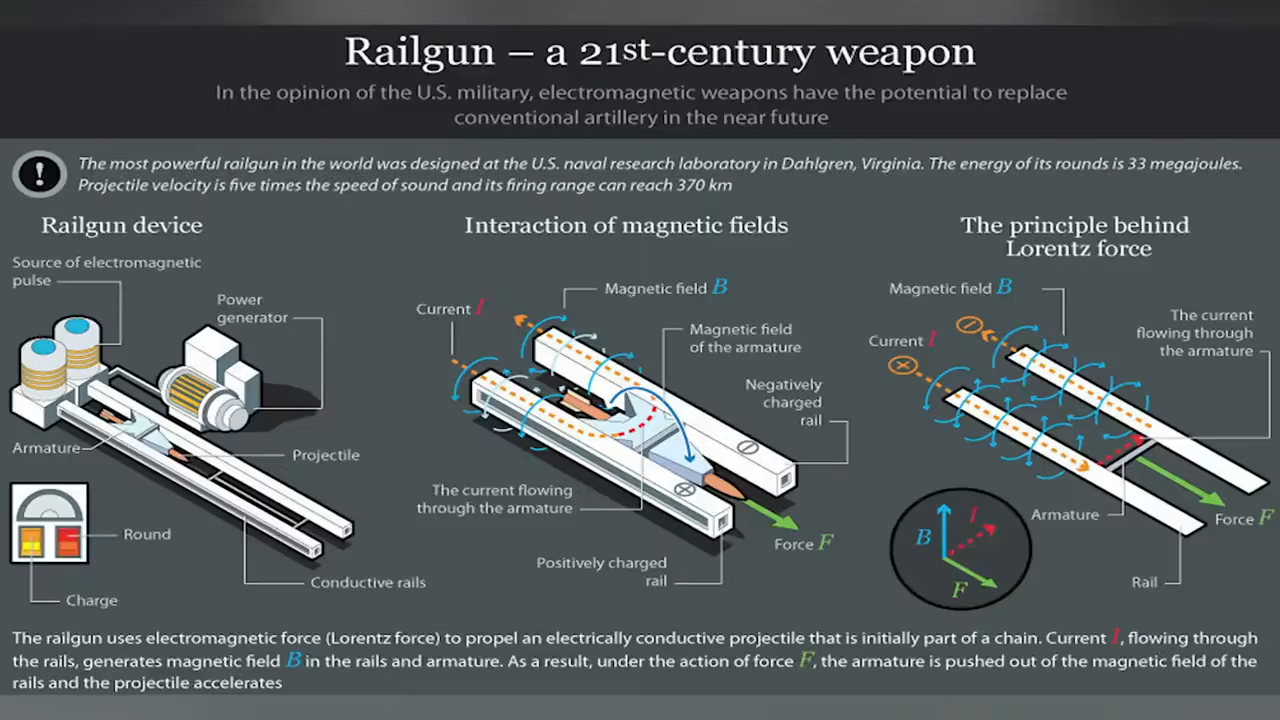 Railgun – a 21st-century weapon
In the opinion of the U.S. military, electromagnetic weapons have the potential to replace
conventional artillery in the near future
!
The most powerful railgun in the world was designed at the U.S. naval research laboratory in Dahlgren, Virginia. The energy of its rounds is 33 megajoules.
Projectile velocity is five times the speed of sound and its firing range can reach 370 km
Railgun device
Source of electromagnetic
pulse
Power
generator
Armature
Projectile
Round
Conductive rails
Charge
Interaction of magnetic fields
Magnetic field B
Current I
Magnetic field
of the armature
Negatively
charged
rail
The current flowing
through the armature
Force F
Positively charged
rail
The principle behind
Lorentz force
Magnetic field B
The current
flowing through
the armature
Current I
Armature
Force F
B
I
F
Rail
The railgun uses electromagnetic force (Lorentz force) to propel an electrically conductive projectile that is initially part of a chain. Current I, flowing through
the rails, generates magnetic field B in the rails and armature. As a result, under the action of force F, the armature is pushed out of the magnetic field of the
rails and the projectile accelerates